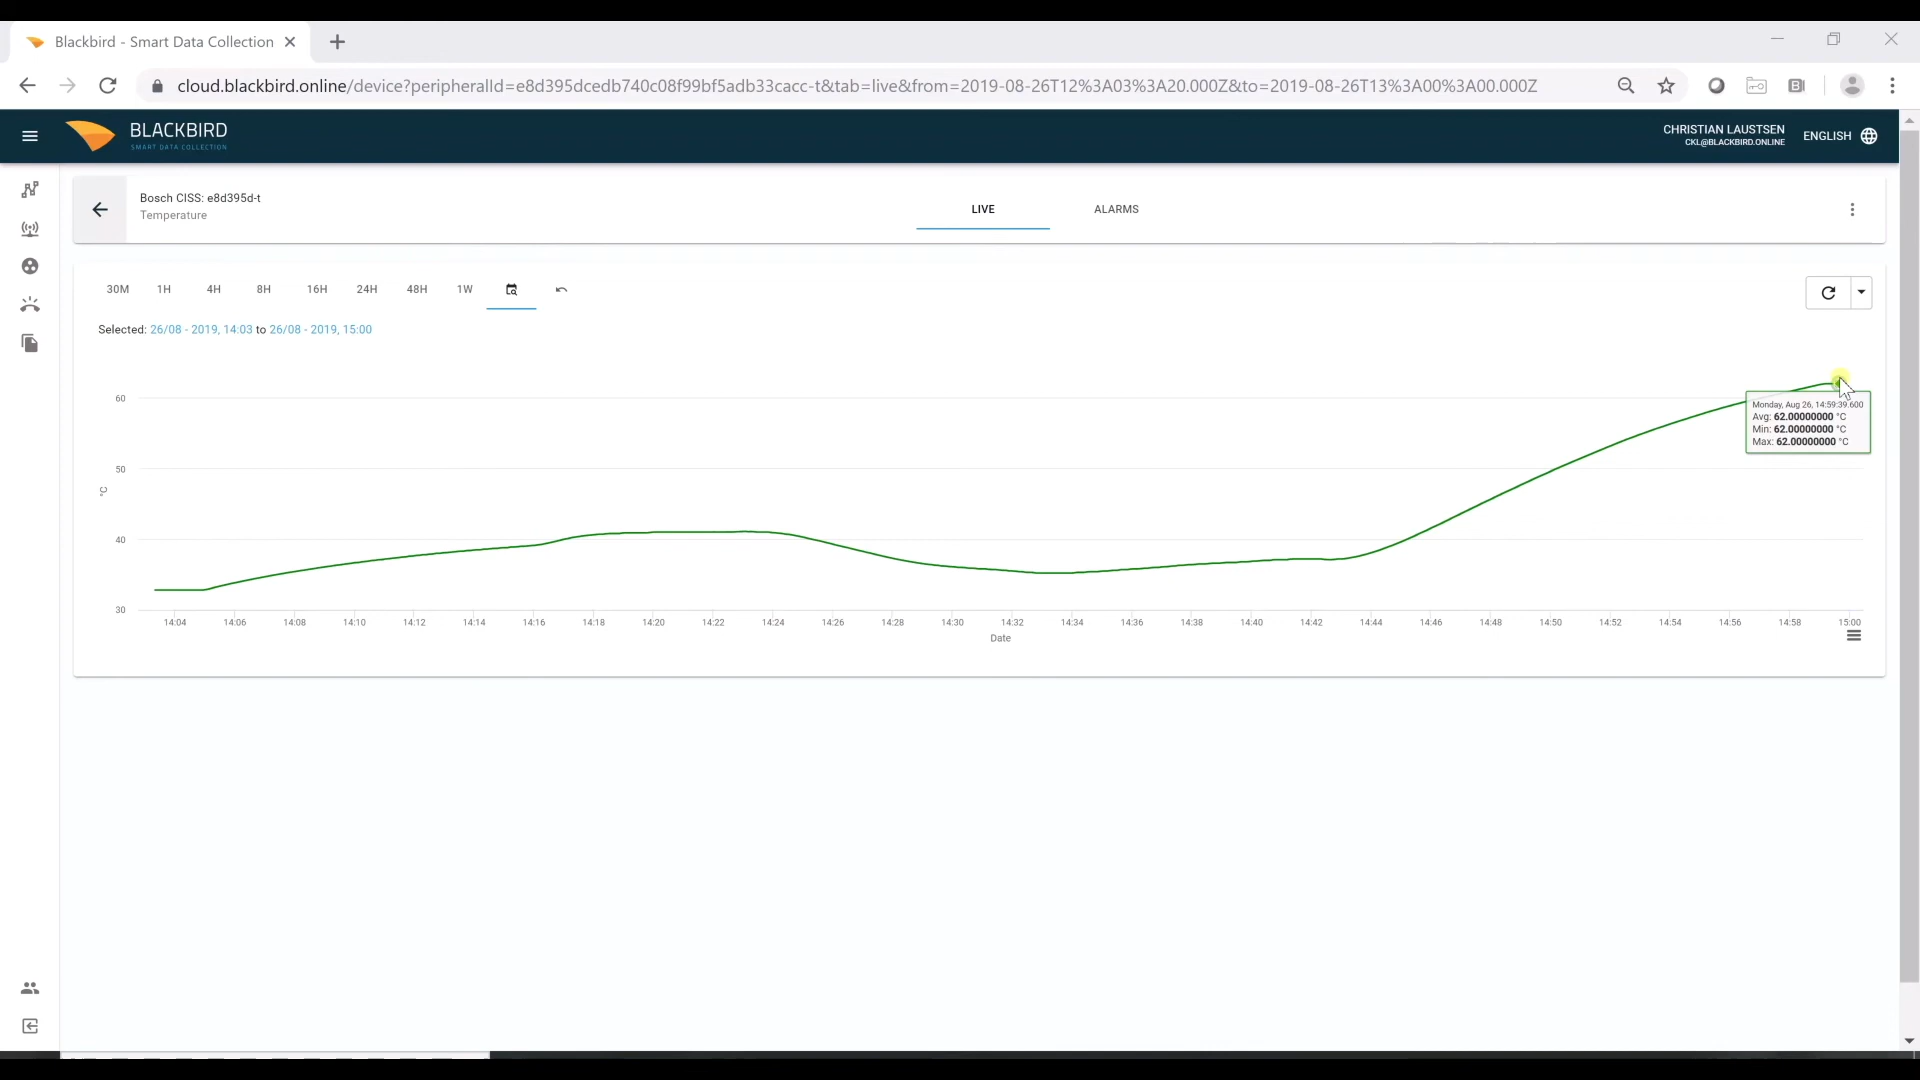 Blackbird - Smart Data Collection
cloud.blackbird.online/device?peripheralId=e8d395dcedb740c08f99bf5adb33cacc-t&tab=live&from=2019-08-26T12%3A03%3A20.000Z&to=2019-08-26T13%3A00%3A00.000Z
BLACKBIRD
SMART DATA COLLECTION
CHRISTIAN LAUSTSEN
CKL@BLACKBIRD.ONLINE
ENGLISH
Bosch CISS: e8d395d-t
Temperature
LIVE
ALARMS
30M 1H 4H 8H 16H 24H 48H 1W
Selected: 26/08 - 2019, 14:03 to 26/08 - 2019, 15:00
60
50
40
30
°C
Monday, Aug 26, 14:59:39.600
Avg: 62.00000000 °C
Min: 62.00000000 °C
Max: 62.00000000 °C
14:04 14:06 14:08 14:10 14:12 14:14 14:16 14:18 14:20 14:22 14:24 14:26 14:28 14:30 14:32 14:34 14:36 14:38 14:40 14:42 14:44 14:46 14:48 14:50 14:52 14:54 14:56 14:58 15:00
Date